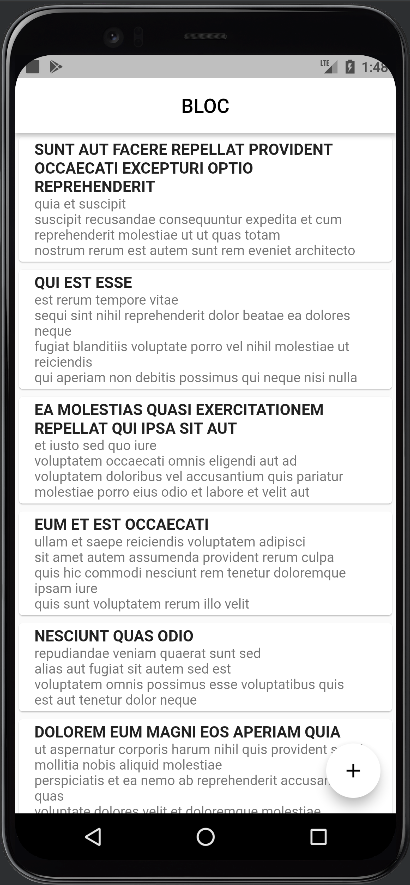 LTE 1:48
BLOC
SUNT AUT FACERE REPELLAT PROVIDENT
OCCAECATI EXCEPTURI OPTIO
REPREHENDERIT
quia et suscipit
suscipit recusandae consequuntur expedita et cum
reprehenderit molestiae ut ut quas totam
nostrum rerum est autem sunt rem eveniet architecto
QUI EST ESSE
est rerum tempore vitae
sequi sint nihil reprehenderit dolor beatae ea dolores
neque
fugiat blanditiis voluptate porro vel nihil molestiae ut
reiciendis
qui aperiam non debitis possimus qui neque nisi nulla
EA MOLESTIAS QUASI EXERCITATIONEM
REPELLAT QUI IPSA SIT AUT
et iusto sed quo iure
voluptatem occaecati omnis eligendi aut ad
voluptatem doloribus vel accusantium quis pariatur
molestiae porro eius odio et labore et velit aut
EUM ET EST OCCAECATI
ullam et saepe reiciendis voluptatem adipisci
sit amet autem assumenda provident rerum culpa
quis hic commodi nesciunt rem tenetur doloremque
ipsam iure
quis sunt voluptatem rerum illo velit
NESCIUNT QUAS ODIO
repudiandae veniam quaerat sunt sed
alias aut fugiat sit autem sed est
voluptatem omnis possimus esse voluptatibus quis
est aut tenetur dolor neque
DOLOREM EUM MAGNI EOS APERIAM QUIA
ut aspernatur corporis harum nihil quis provident
mollitia nobis aliquid molestiae
perspiciatis et ea nemo ab reprehenderit
quas
voluptate dolores velit et doloremque molestiae